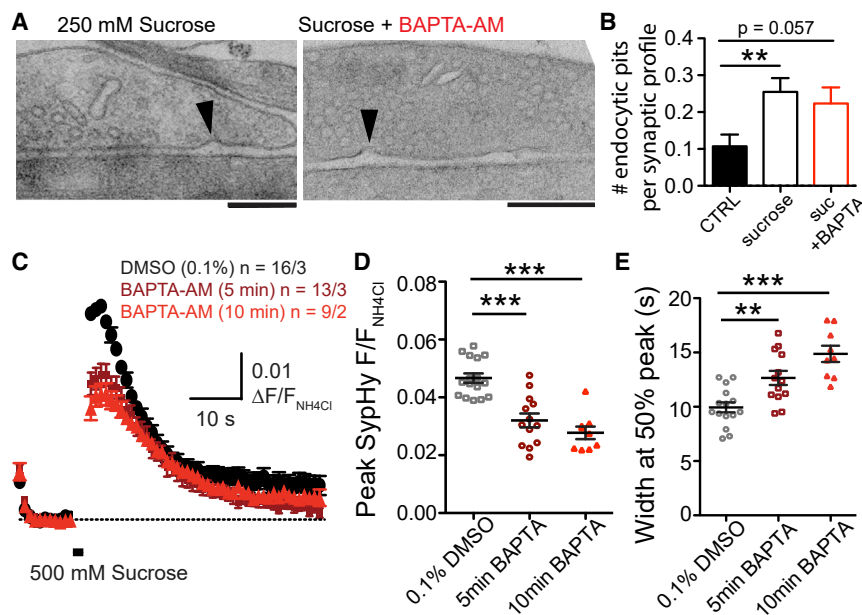 A
250 mM Sucrose
Sucrose + BAPTA-AM
B
p = 0.057
**
# endocytic pits
per synaptic profile
0.4
0.3
0.2
0.1
0.0
CTRL
sucrose
suc
+BAPTA
C
DMSO (0.1%) n = 16/3
BAPTA-AM (5 min) n = 13/3
BAPTA-AM (10 min) n = 9/2
0.01
ΔF/F NH4Cl
10 s
500 mM Sucrose
D
***
***
Peak SypHy F/F NH4Cl
0.08
0.06
0.04
0.02
0.00
0.1% DMSO
5min BAPTA
10min BAPTA
E
***
**
Width at 50% peak (s)
20
15
10
5
0
0.1% DMSO
5min BAPTA
10min BAPTA